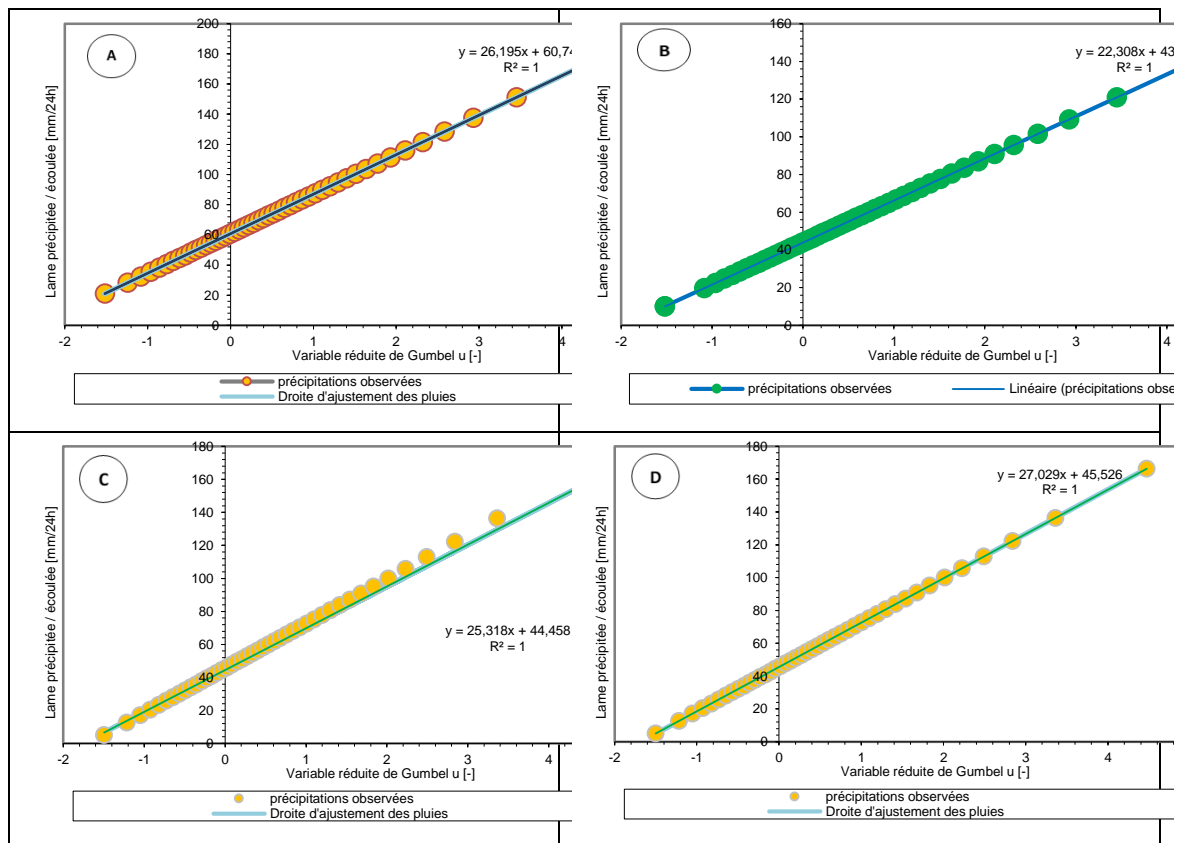 A
y = 26,195x + 60,74
R² = 1
200
180
160
140
120
100
80
60
40
20
0
-2 -1 0 1 2 3 4
Lame précipitée / écoulée [mm/24h]
Variable réduite de Gumbel u [-]
précipitations observées
Droite d'ajustement des pluies
B
y = 22,308x + 43
R² = 1
160
140
120
100
80
60
40
20
0
-2 -1 0 1 2 3 4
Lame précipitée / écoulée [mm/24h]
Variable réduite de Gumbel u [-]
précipitations observées Linéaire (précipitations obse
C
y = 25,318x + 44,458
R² = 1
180
160
140
120
100
80
60
40
20
0
-2 -1 0 1 2 3 4
Lame précipitée / écoulée [mm/24h]
Variable réduite de Gumbel u [-]
précipitations observées
Droite d'ajustement des pluies
D
y = 27,029x + 45,526
R² = 1
180
160
140
120
100
80
60
40
20
0
-2 -1 0 1 2 3 4
Lame précipitée / écoulée [mm/24h]
Variable réduite de Gumbel u [-]
précipitations observées
Droite d'ajustement des pluies